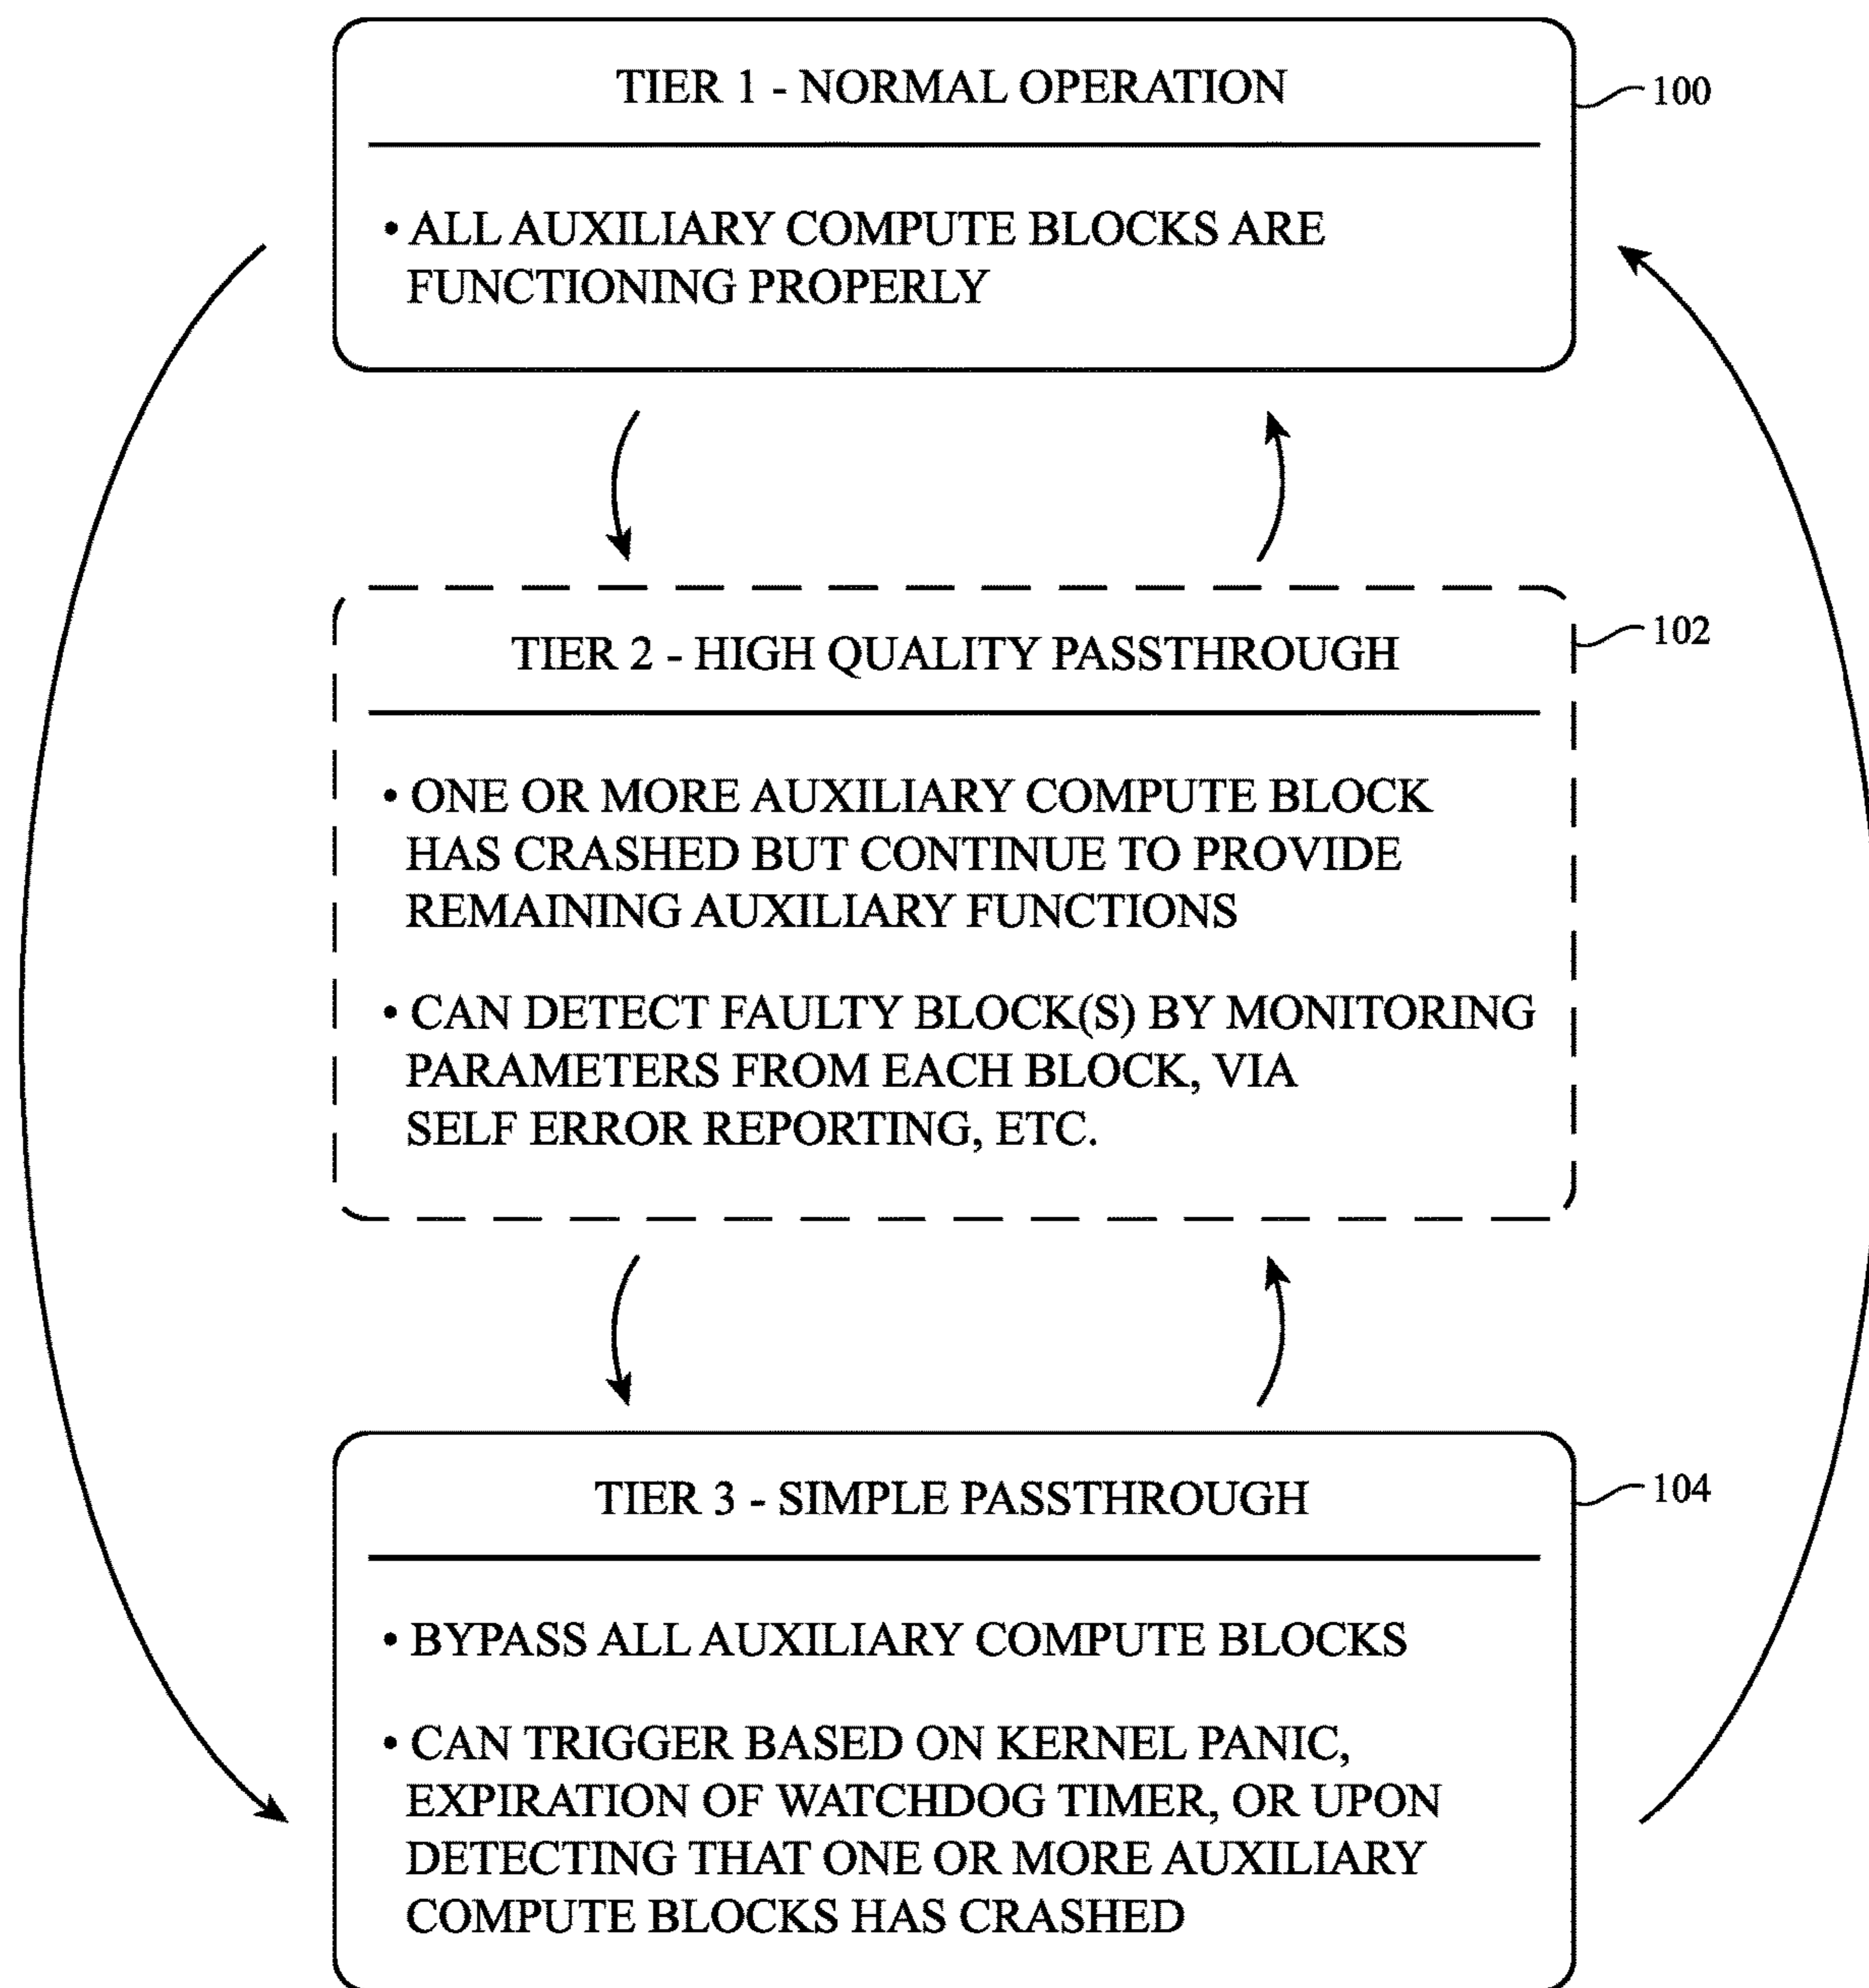 TIER 1 - NORMAL OPERATION
100
• ALL AUXILIARY COMPUTE BLOCKS ARE
FUNCTIONING PROPERLY
TIER 2 - HIGH QUALITY PASSTHROUGH
102
• ONE OR MORE AUXILIARY COMPUTE BLOCK
HAS CRASHED BUT CONTINUE TO PROVIDE
REMAINING AUXILIARY FUNCTIONS
• CAN DETECT FAULTY BLOCK(S) BY MONITORING
PARAMETERS FROM EACH BLOCK, VIA
SELF ERROR REPORTING, ETC.
TIER 3 - SIMPLE PASSTHROUGH
104
• BYPASS ALL AUXILIARY COMPUTE BLOCKS
• CAN TRIGGER BASED ON KERNEL PANIC,
EXPIRATION OF WATCHDOG TIMER, OR UPON
DETECTING THAT ONE OR MORE AUXILIARY
COMPUTE BLOCKS HAS CRASHED